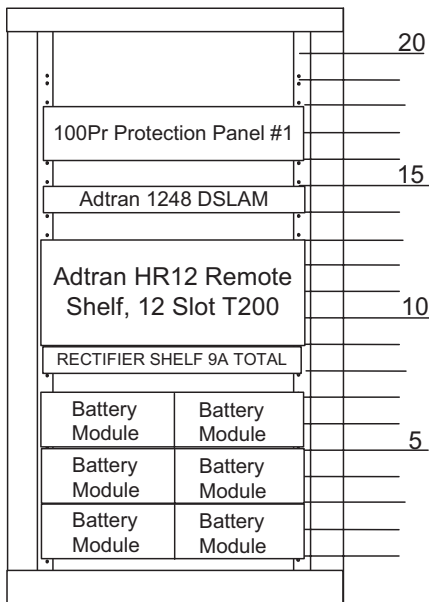 20
100Pr Protection Panel #1
15
Adtran 1248 DSLAM
Adtran HR12 Remote
Shelf, 12 Slot T200
10
RECTIFIER SHELF 9A TOTAL
Battery
Module
Battery
Module
5
Battery
Module
Battery
Module
Battery
Module
Battery
Module